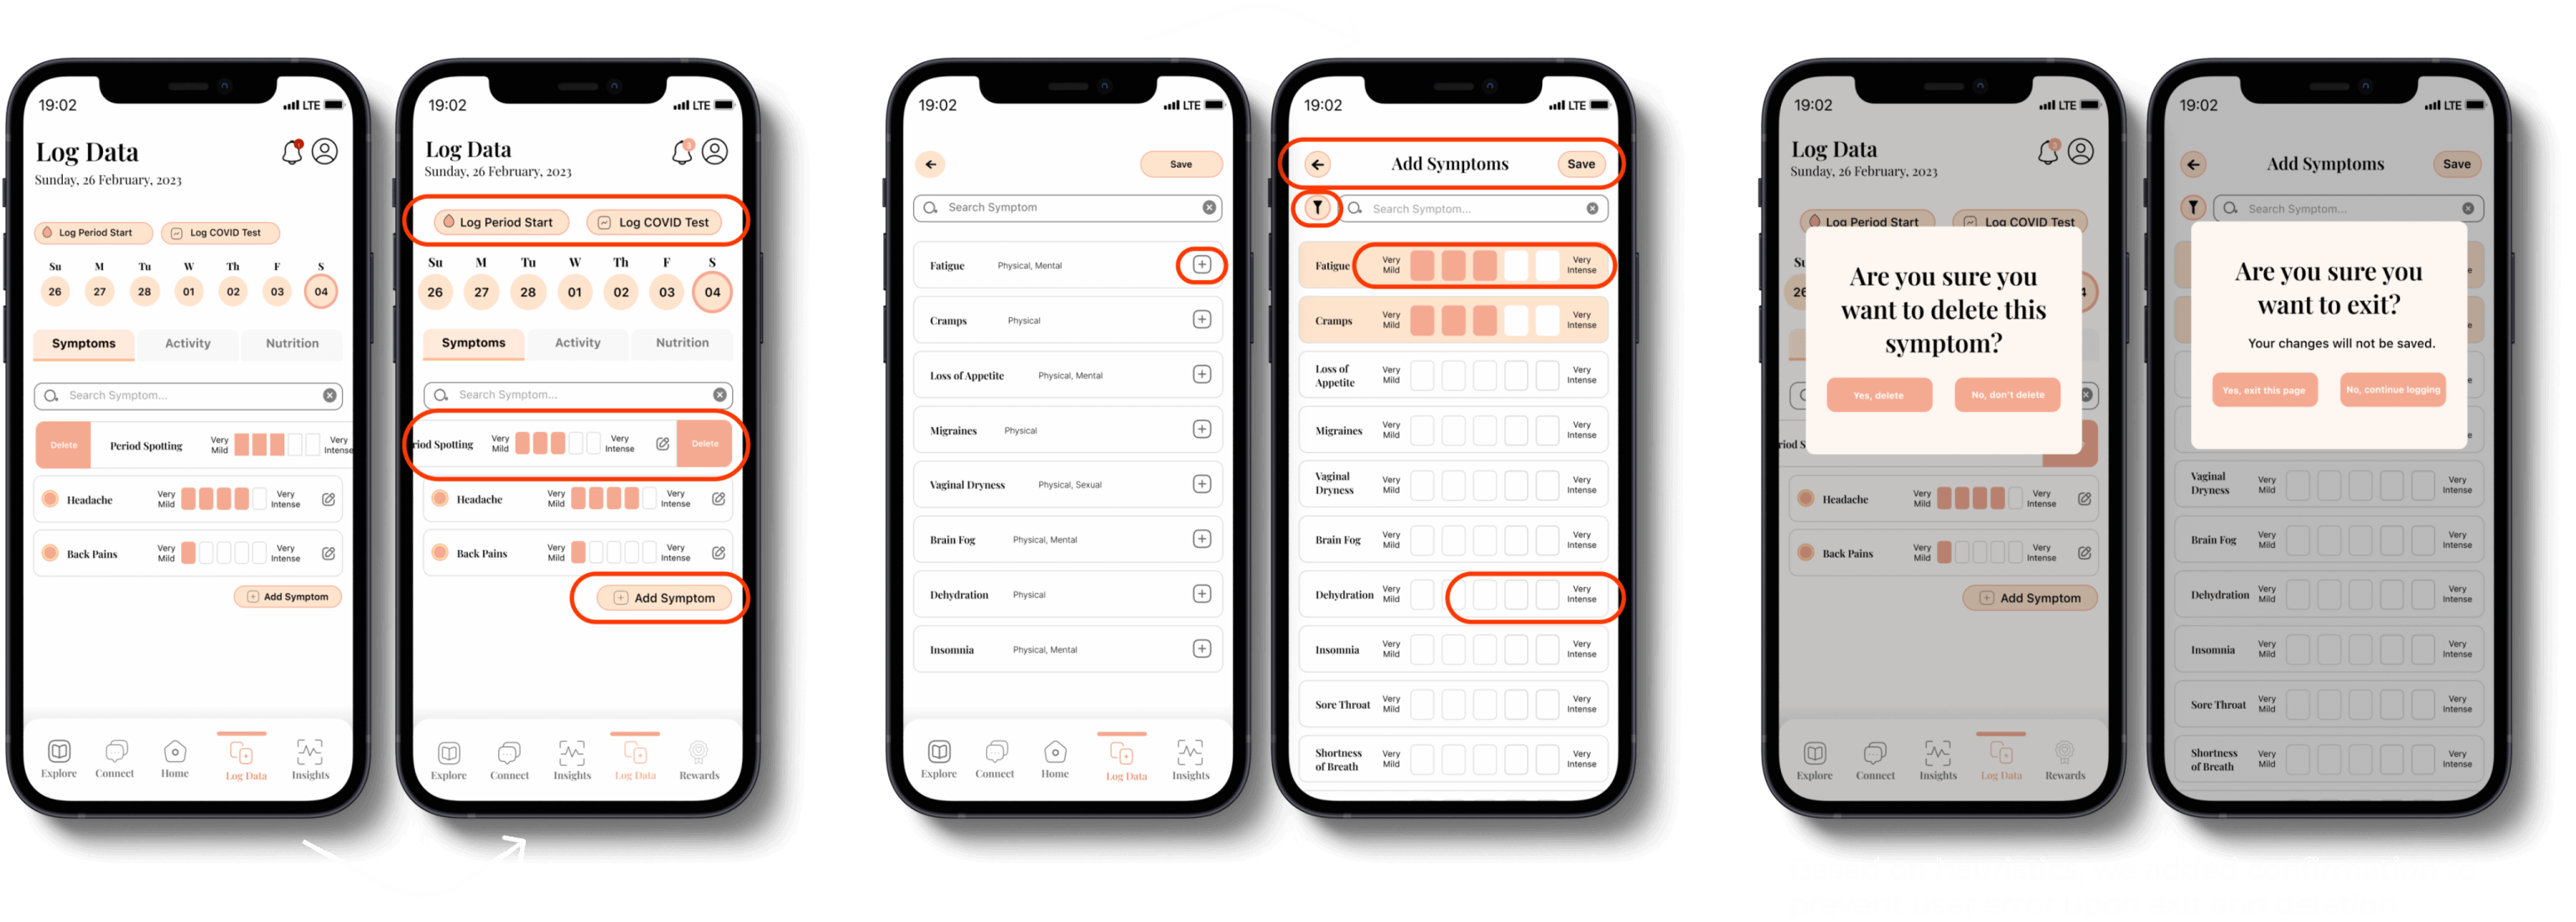 19:02
LTE
Log Data
1
Sunday, 26 February, 2023
Log Period Start
Log COVID Test
Su M Tu W Th F S
26 27 28 01 02 03 04
Symptoms Activity Nutrition
Search Symptom...
Delete Period Spotting Very Mild Very Intense
Headache Very Mild Very Intense
Back Pains Very Mild Very Intense
Add Symptom
Explore Connect Home Log Data Insights
19:02
LTE
Log Data
Sunday, 26 February, 2023
Log Period Start
Log COVID Test
Su M Tu W Th F S
26 27 28 01 02 03 04
Symptoms Activity Nutrition
Search Symptom...
riod Spotting Very Mild Very Intense Delete
Headache Very Mild Very Intense
Back Pains Very Mild Very Intense
Add Symptom
Explore Connect Insights Log Data Rewards
19:02
LTE
Save
Search Symptom
Fatigue Physical, Mental
Cramps Physical
Loss of Appetite Physical, Mental
Migraines Physical
Vaginal Dryness Physical, Sexual
Brain Fog Physical, Mental
Dehydration Physical
Insomnia Physical, Mental
Explore Connect Home Log Data Insights
19:02
LTE
Add Symptoms
Save
Search Symptom...
Fatigue Very Mild Very Intense
Cramps Very Mild Very Intense
Loss of Appetite Very Mild Very Intense
Migraines Very Mild Very Intense
Vaginal Dryness Very Mild Very Intense
Brain Fog Very Mild Very Intense
Dehydration Very Mild Very Intense
Insomnia Very Mild Very Intense
Sore Throat Very Mild Very Intense
Shortness of Breath Very Mild Very Intense
19:02
LTE
Log Data
Sunday, 26 February, 2023
Log Period Start
Log COVID Test
Are you sure you
want to delete this
symptom?
Yes, delete
No, don't delete
Headache Very Mild Very Intense
Back Pains Very Mild Very Intense
Add Symptom
Explore Connect Insights Log Data Rewards
19:02
LTE
Add Symptoms
Save
Search Symptom...
Are you sure you
want to exit?
Your changes will not be saved.
Yes, exit this page
No, continue logging
Vaginal Dryness Very Mild Very Intense
Brain Fog Very Mild Very Intense
Dehydration Very Mild Very Intense
Insomnia Very Mild Very Intense
Sore Throat Very Mild Very Intense
Shortness of Breath Very Mild Very Intense